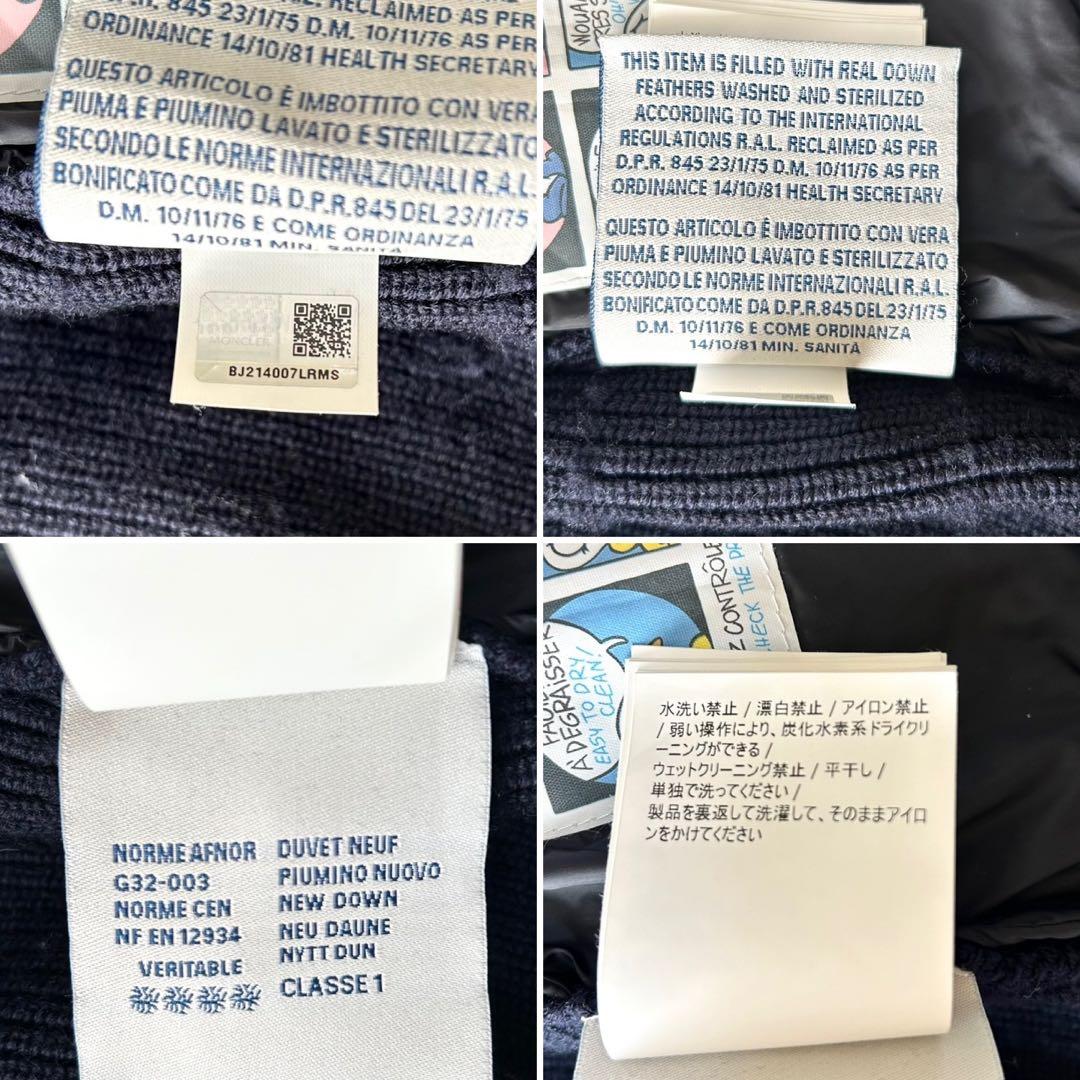 RECLAIMED AS PER
D.P.R. 845 23/1/75 D.M. 10/11/76 AS PER
ORDINANCE 14/10/81 HEALTH SECRETARY
QUESTO ARTICOLO È IMBOTTITO CON VERA
PIUMA E PIUMINO LAVATO E STERILIZZATO
SECONDO LE NORME INTERNAZIONALI R.A.L.
BONIFICATO COME DA D.P.R. 845 DEL 23/1/75
D.M. 10/11/76 E COME ORDINANZA
14/10/81 MIN. SANITÀ
MONCLER
BJ214007LRMS
THIS ITEM IS FILLED WITH REAL DOWN
FEATHERS WASHED AND STERILIZED
ACCORDING TO THE INTERNATIONAL
REGULATIONS R.A.L. RECLAIMED AS PER
D.P.R. 845 23/1/75 D.M. 10/11/76 AS PER
ORDINANCE 14/10/81 HEALTH SECRETARY
QUESTO ARTICOLO È IMBOTTITO CON VERA
PIUMA E PIUMINO LAVATO E STERILIZZATO
SECONDO LE NORME INTERNAZIONALI R.A.L.
BONIFICATO COME DA D.P.R. 845 DEL 23/1/75
D.M. 10/11/76 E COME ORDINANZA
14/10/81 MIN. SANITÀ
NORME AFNOR
G32-003
NORME CEN
NF EN 12934
VERITABLE
DUVET NEUF
PIUMINO NUOVO
NEW DOWN
NEU DAUNE
NYTT DUN
CLASSE 1
À DEGRAISSER
EASY TO DRY
CLEAN!
CONTRÔLE
CHECK THE
水洗い禁止 / 漂白禁止 / アイロン禁止
/ 弱い操作により、炭化水素系ドライクリ
ーニングができる /
ウェットクリーニング禁止 / 平干し /
単独で洗ってください /
製品を裏返して洗濯して、そのままアイロ
ンをかけてください